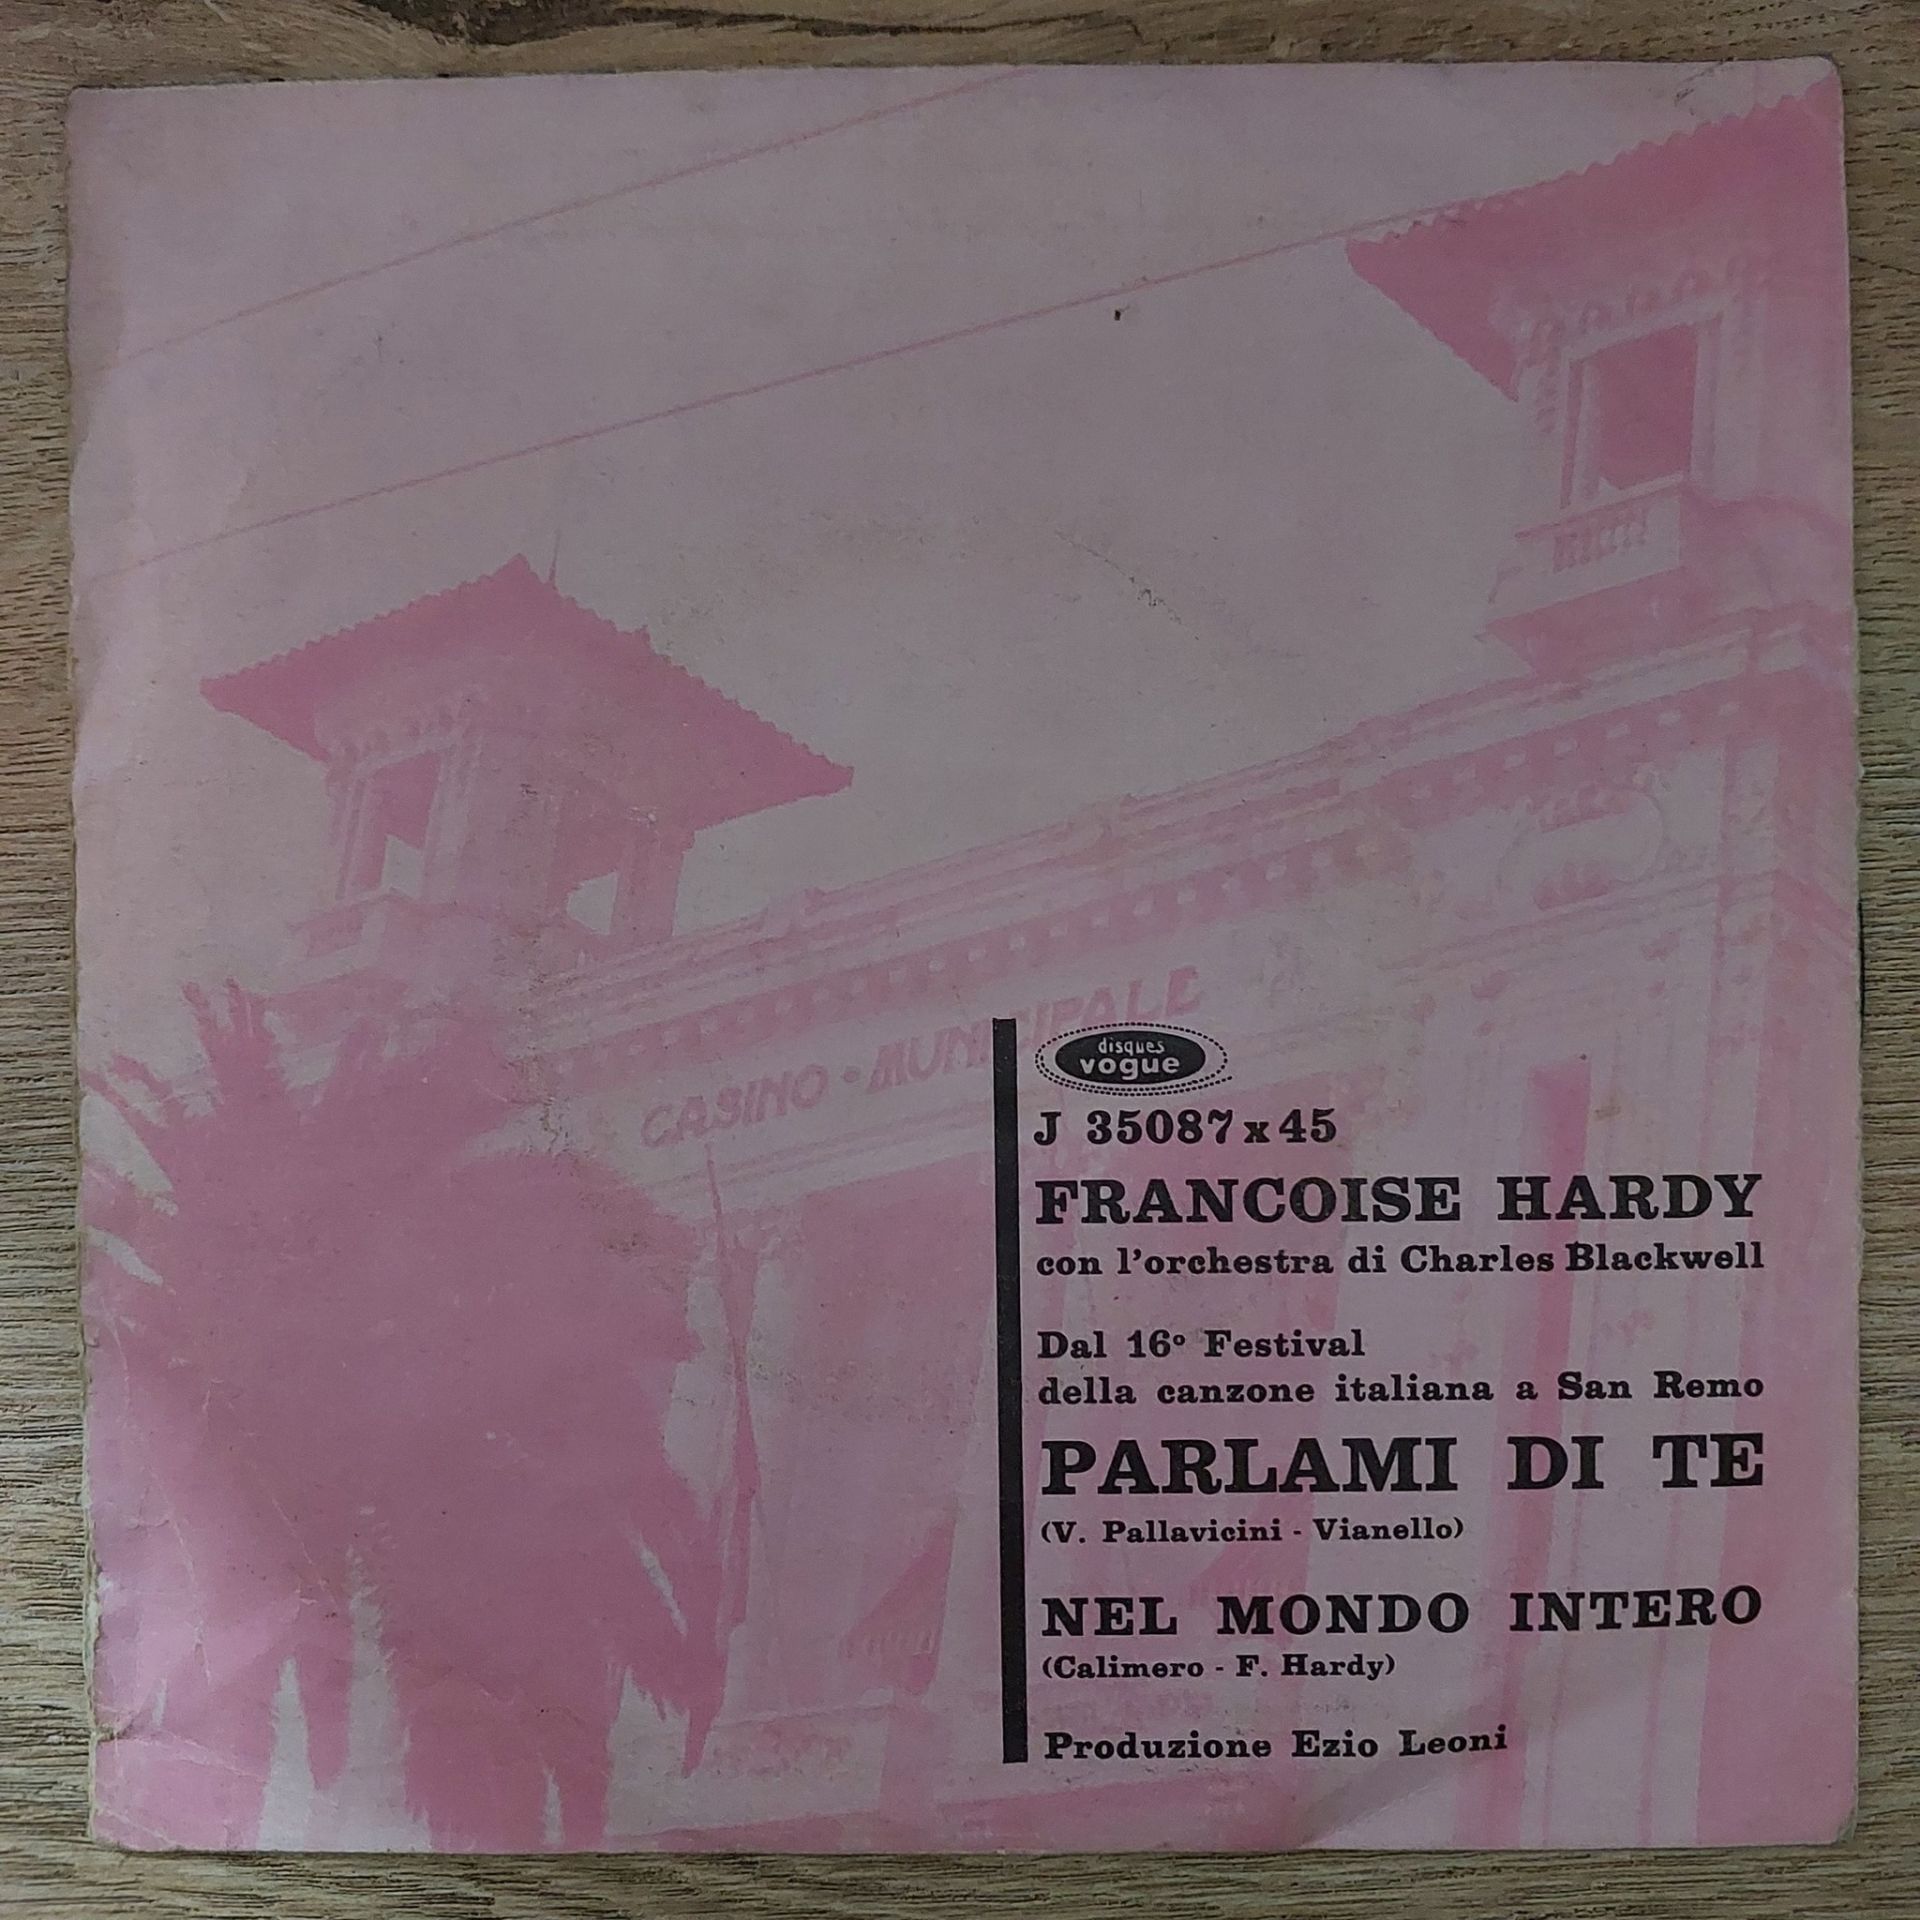 CASINO • MUNICIPALE
disques
vogue
J 35087 x 45
FRANCOISE HARDY
con l'orchestra di Charles Blackwell
Dal 16° Festival
della canzone italiana a San Remo
PARLAMI DI TE
(V. Pallavicini - Vianello)
NEL MONDO INTERO
(Calimero - F. Hardy)
Produzione Ezio Leoni